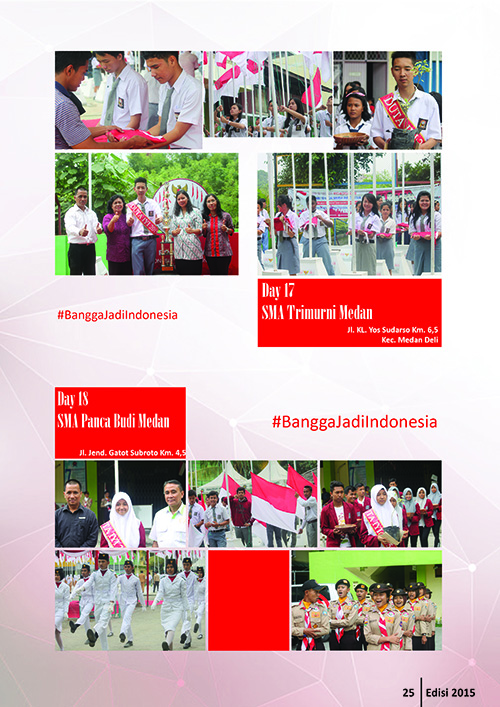 DUTA
#BanggaJadiIndonesia
Day 17
SMA Trimurni Medan
Jl. KL. Yos Sudarso Km. 6,5
Kec. Medan Deli
Day 18
SMA Panca Budi Medan
Jl. Jend. Gatot Subroto Km. 4,5
#BanggaJadiIndonesia
25 Edisi 2015